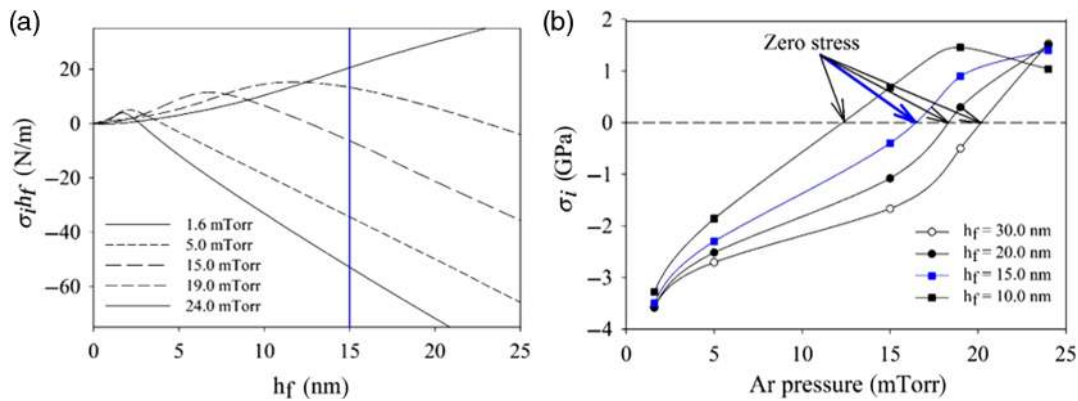 (a)
20
0
−20
−40
−60
σᵢh_f (N/m)
1.6 mTorr
5.0 mTorr
15.0 mTorr
19.0 mTorr
24.0 mTorr
0 5 10 15 20 25
h_f (nm)
(b)
2
1
0
−1
−2
−3
−4
σᵢ (GPa)
Zero stress
h_f = 30.0 nm
h_f = 20.0 nm
h_f = 15.0 nm
h_f = 10.0 nm
0 5 10 15 20 25
Ar pressure (mTorr)